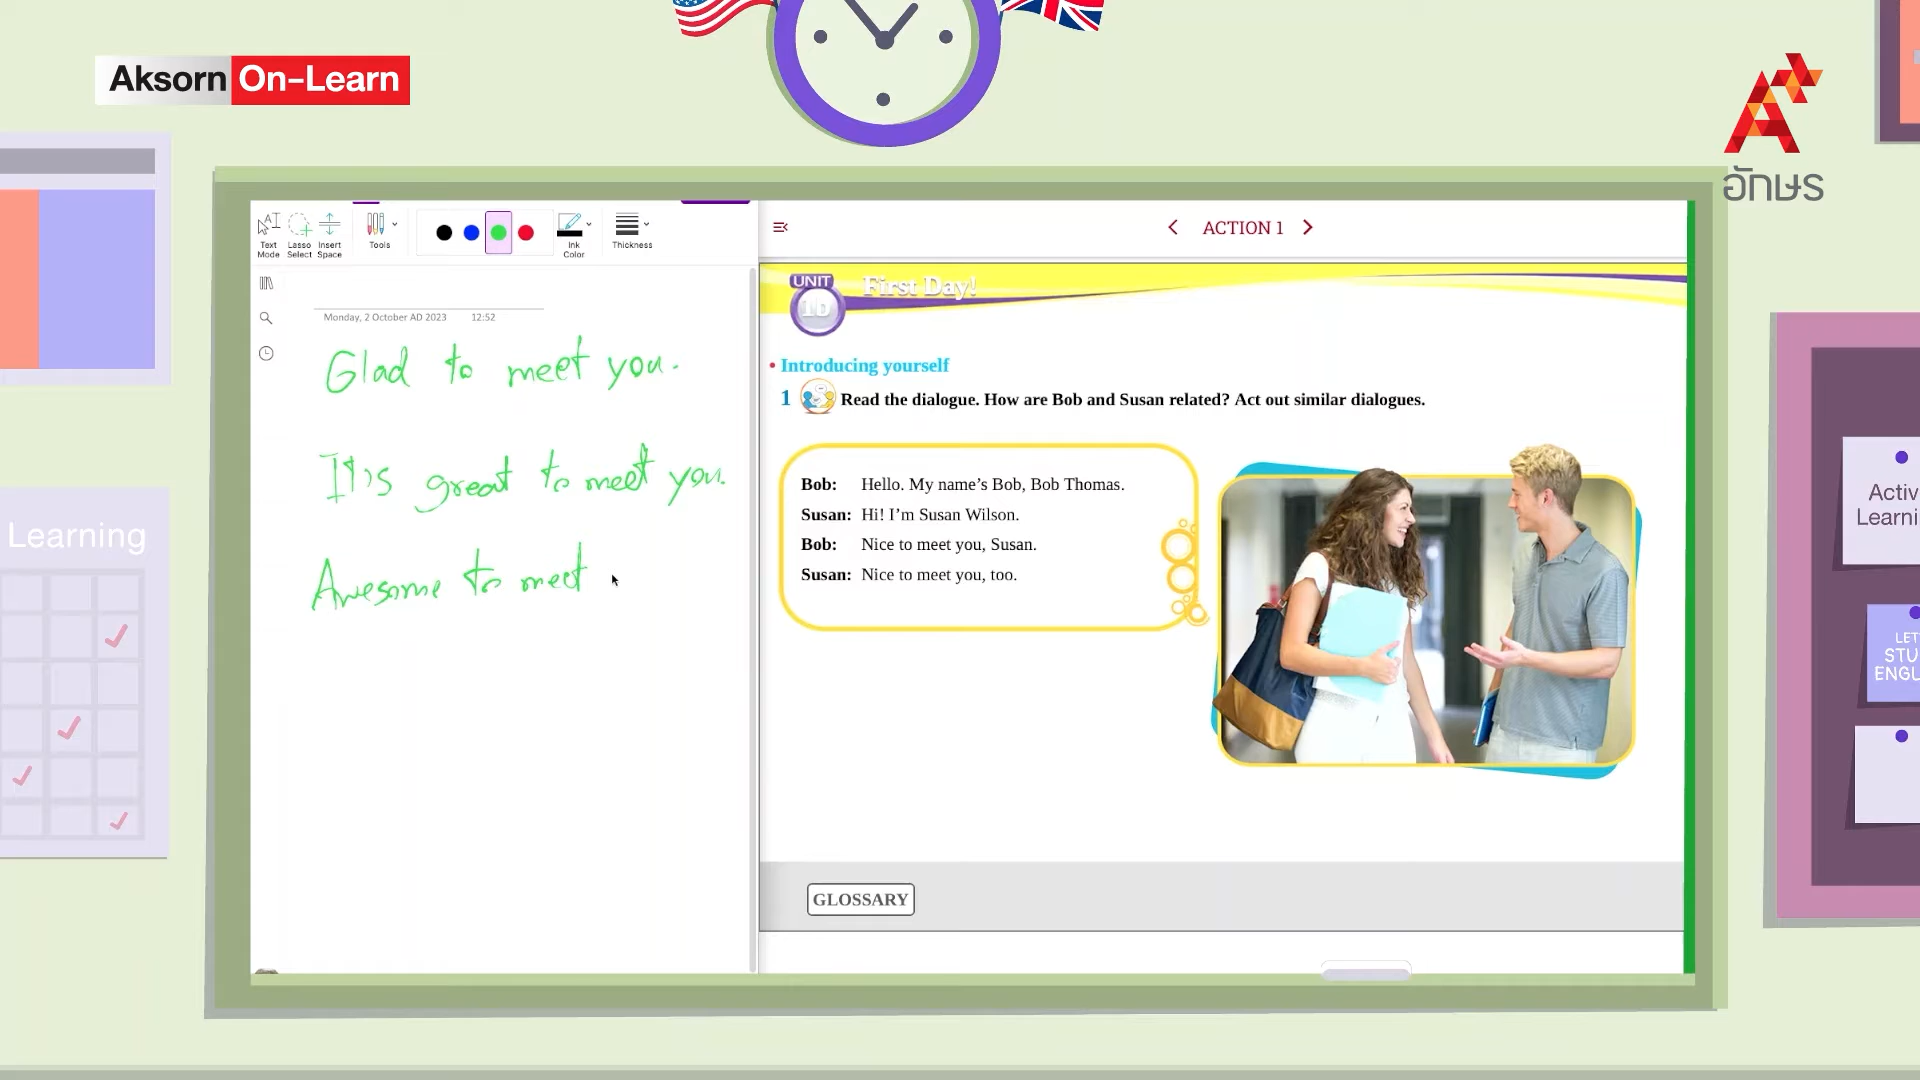 Aksorn On-Learn
อักษร
Text Mode
Lasso Select
Insert Space
Tools
Ink Color
Thickness
Monday, 2 October AD 2023 12:52
Glad to meet you.
It's great to meet you.
Awesome to meet
ACTION 1
UNIT 1D
First Day!
• Introducing yourself
1 Read the dialogue. How are Bob and Susan related? Act out similar dialogues.
Bob: Hello. My name's Bob, Bob Thomas.
Susan: Hi! I'm Susan Wilson.
Bob: Nice to meet you, Susan.
Susan: Nice to meet you, too.
GLOSSARY
Learning
Activ
Learni
LET
STU
ENGL